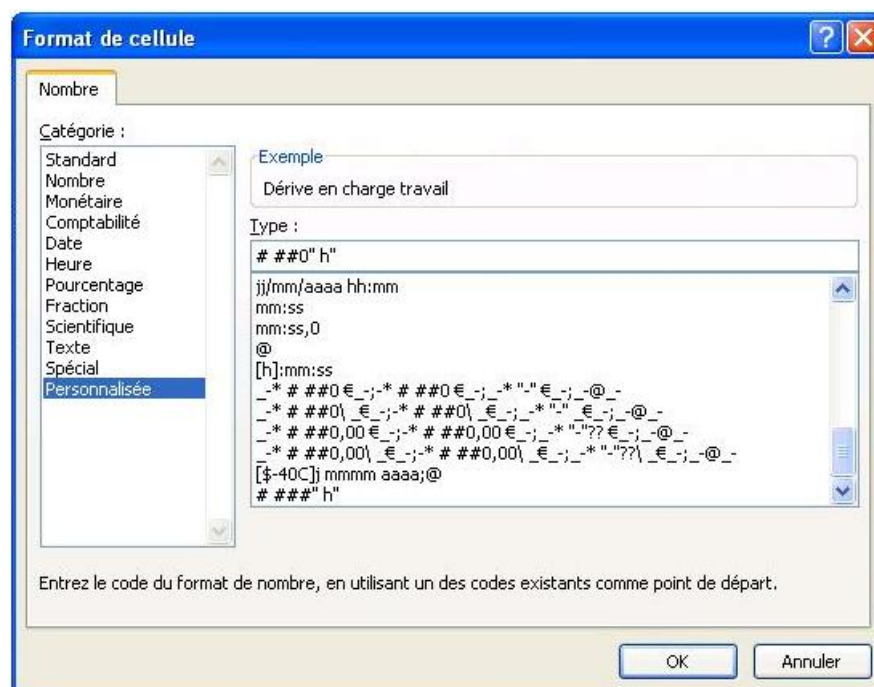 Format de cellule
Nombre
Catégorie :
Standard
Nombre
Monétaire
Comptabilité
Date
Heure
Pourcentage
Fraction
Scientifique
Texte
Spécial
Personnalisée
Exemple
Dérive en charge travail
Type :
# ##0" h"
jj/mm/aaaa hh:mm
mm:ss
mm:ss,0
@
[h]:mm:ss
_-* # ##0 €_-;-* # ##0 €_-;_-* "-" €_-;_-@_-
_-* # ##0\ _€_-;-* # ##0\ _€_-;_-* "-" _€_-;_-@_-
_-* # ##0,00 €_-;-* # ##0,00 €_-;_-* "-"?? €_-;_-@_-
_-* # ##0,00\ _€_-;-* # ##0,00\ _€_-;_-* "-"??\ _€_-;_-@_-
[$-40C]j mmmm aaaa;@
# ###" h"
Entrez le code du format de nombre, en utilisant un des codes existants comme point de départ.
OK Annuler